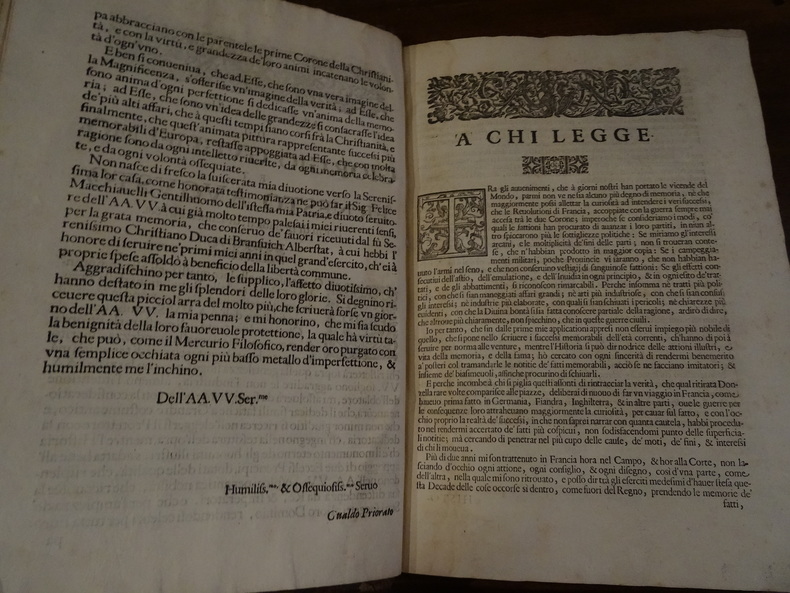 pa abbracciano con le parentele le prime Corone della Christiani-
tà, e con la virtù, e grandezza de loro animi incatenano le volon-
tà d'ogn'vno.
E ben si conueniua, che ad Esse, che sono vna vera imagine del-
la Magnificenza, s'offerisse vn'imagine della verità; ad Esse, che
sono anima d'ogni perfettione si dedicasse vn'anima della memo-
ria; ad Esse, che sono vn'idea delle grandezze si consacrasse l'idea
de' più alti affari, che à questi tempi siano corsi frà la Christianità, e
finalmente, che quest'animata pittura rappresentante successi più
memorabili d'Europa, restasse appoggiata ad Esse, che con molta
ragione sono da ogni intelletto riuerite, da ogni memoria celebra-
te, e da ogni volontà ossequiate.
Non nasce di fresco la suiscerata mia diuotione verso la Serenis-
sima lor casa, come honorata testimonianza ne può far il Sig. Felice
Macchiauelli Gentilhuomo dell'istessa mia Patria, e diuoto seruito-
re dell'AA. VV. à cui già molto tempo palesai i miei riuerenti sensi,
per la grata memoria, che conseruo de' fauori riceuuti dal fù Se-
renissimo Christiano Duca di Bransuich Alberstat, à cui hebbi l'
honore di seruire ne' primi miei anni in quel grand'esercito, ch'ei à
proprie spese assoldò à beneficio della libertà commune.
Aggradischino per tanto, le supplico, l'affetto diuotissimo, ch'
hanno destato in me gli splendori delle loro glorie. Si degnino ri-
ceuere questa picciol arra del molto più, che scriuerà forse vn gior-
no dell'AA. VV. la mia penna; e mi honorino, che mi sia scudo
la benignità della loro fauoreuole protettione, la quale hà virtù ta-
le, che può, come il Mercurio Filosofico, render oro purgato con
vna semplice occhiata ogni più basso metallo d'imperfettione, &
humilmente me l'inchino.
Dell'AA. VV. Ser.me
Humiliss.mo & Ossequiosiss.mo Seruo
Gualdo Priorato
A CHI LEGGE
TRa gli auuenimenti, che à giorni nostri han portato le vicende del
Mondo, parmi non ve ne sia alcuno più degno di memoria, nè che
maggiormente possi allettar la curiosità ad intendere i veri successi,
che le Reuolutioni di Francia, accoppiate con la guerra sempre mai
accesa trà le due Corone; imperoche se consideriamo i modi, co'
quali le fattioni han procurato di auanzar i loro partiti, in niun al-
tro spiccorono più le sottigliezze politiche: Se miriamo gl'interessi
arcani, e le moltiplicità de fini delle parti; non si troueran conte-
se, che n'habbian prodotto in maggior copia: Se i campeggia-
menti militari, poche Prouincie vi saranno, che non habbian ha-
uuto l'armi nel seno, e che non conseruano vestigij di sanguinose fattioni: Se gli effetti con-
sectarij dell'astio, dell'emulatione, e dell'inuidia in ogni principio, & in ogni esito de'trat-
tati, e de gli abbattimenti, si riconoscon rimarcabili. Perche insomma nè tratti più poli-
tici, con che si sian maneggiati affari grandi; nè arti più industriose, con che si sian consul-
gli interessi; nè industrie più elaborate, con quali si sian schiuati i pericoli; nè chiarezze più
euidenti, con che la Diuina bontà si sia fatta conoscere partiale della ragione, ardirò di dire,
che altroue più chiaramente, non spicchino, che in queste guerre ciuili.
Io per tanto, che sin dalle prime mie applicationi appresi non esserui impiego più nobile di
quello, che si pone nello scriuere i successi memorabili dell'età correnti, ch'hanno di poi à
seruire per norma alle venture, mentre l'Historia si può dir nodrice delle attioni illustri, e
vita della memoria, e della fama; hò cercato con ogni sincerità di rendermi benemerito
a' posteri col tramandarle le notitie de' fatti memorabili, acciò se ne facciano imitatori; &
insieme de' biasimeuoli, affinche procurino di schiuarli.
E perche incombe à chi si piglia questi assonti di rintracciar la verità, che qual ritirata Don-
zella rare volte comparisce alle piazze, deliberai di nuouo di far vn viaggio in Francia, come
haueuo prima fatto in Germania, Fiandra, Inghilterra, & in altre parti, oue le guerre per
le conseguenze loro attraheuano maggiormente la curiosità, per cauar sul fatto, e con l'oc-
chio proprio la realtà de' successi, in che non saprei narrar con quanta cautela, habbi procedu-
to nel rendermi accertato de' fatti più cospicui, non sodisfacendomi punto delle superficia-
li notitie; mà cercando di penetrar nel più cupo delle cause, de' moti, de' fini, & interessi
di chi li moueua.
Più di due anni mi son trattenuto in Francia hora nel Campo, & hor alla Corte, non la-
sciando d'occhio ogni attione, ogni consiglio, & ogni disegno, così d'vna parte, come
dell'altra, nella quale mi sono ritrouato, e posso dir trà gli eserciti medesimi d'hauer stesa que-
sta Decade delle cose occorse si dentro, come fuori del Regno, prendendo le memorie de'
fatti,